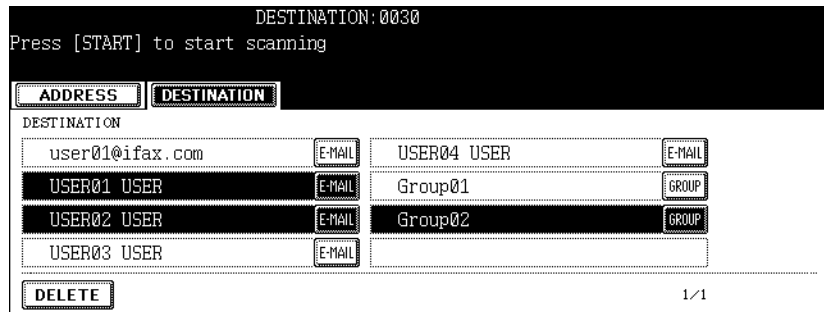 DESTINATION:0030
Press [START] to start scanning
ADDRESS DESTINATION
DESTINATION
user01@ifax.com E-MAIL USER04 USER E-MAIL
USER01 USER E-MAIL Group01 GROUP
USER02 USER E-MAIL Group02 GROUP
USER03 USER E-MAIL
DELETE 1/1